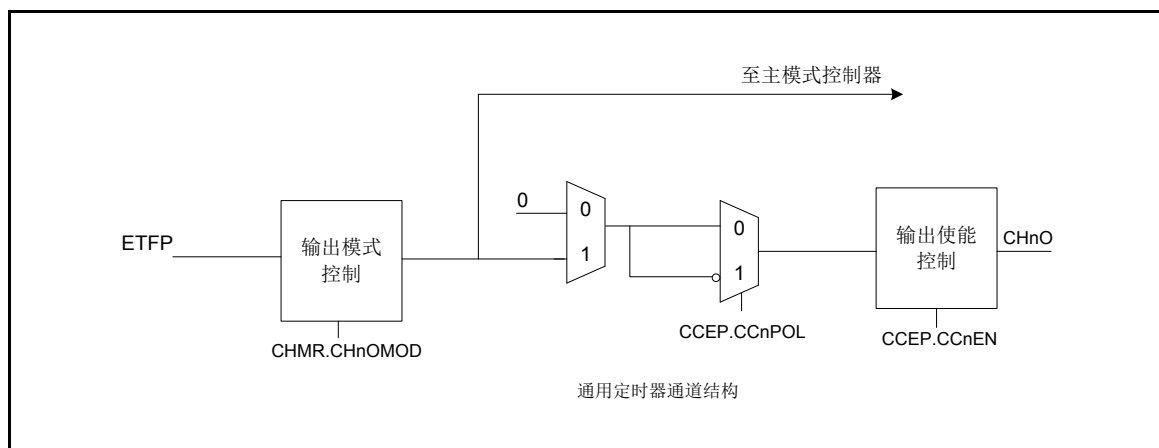 至主模式控制器
0
0
1
0
1
ETFP
输出模式
控制
输出使能
控制
CHnO
CHMR.CHnOMOD
CCEP.CCnPOL
CCEP.CCnEN
通用定时器通道结构